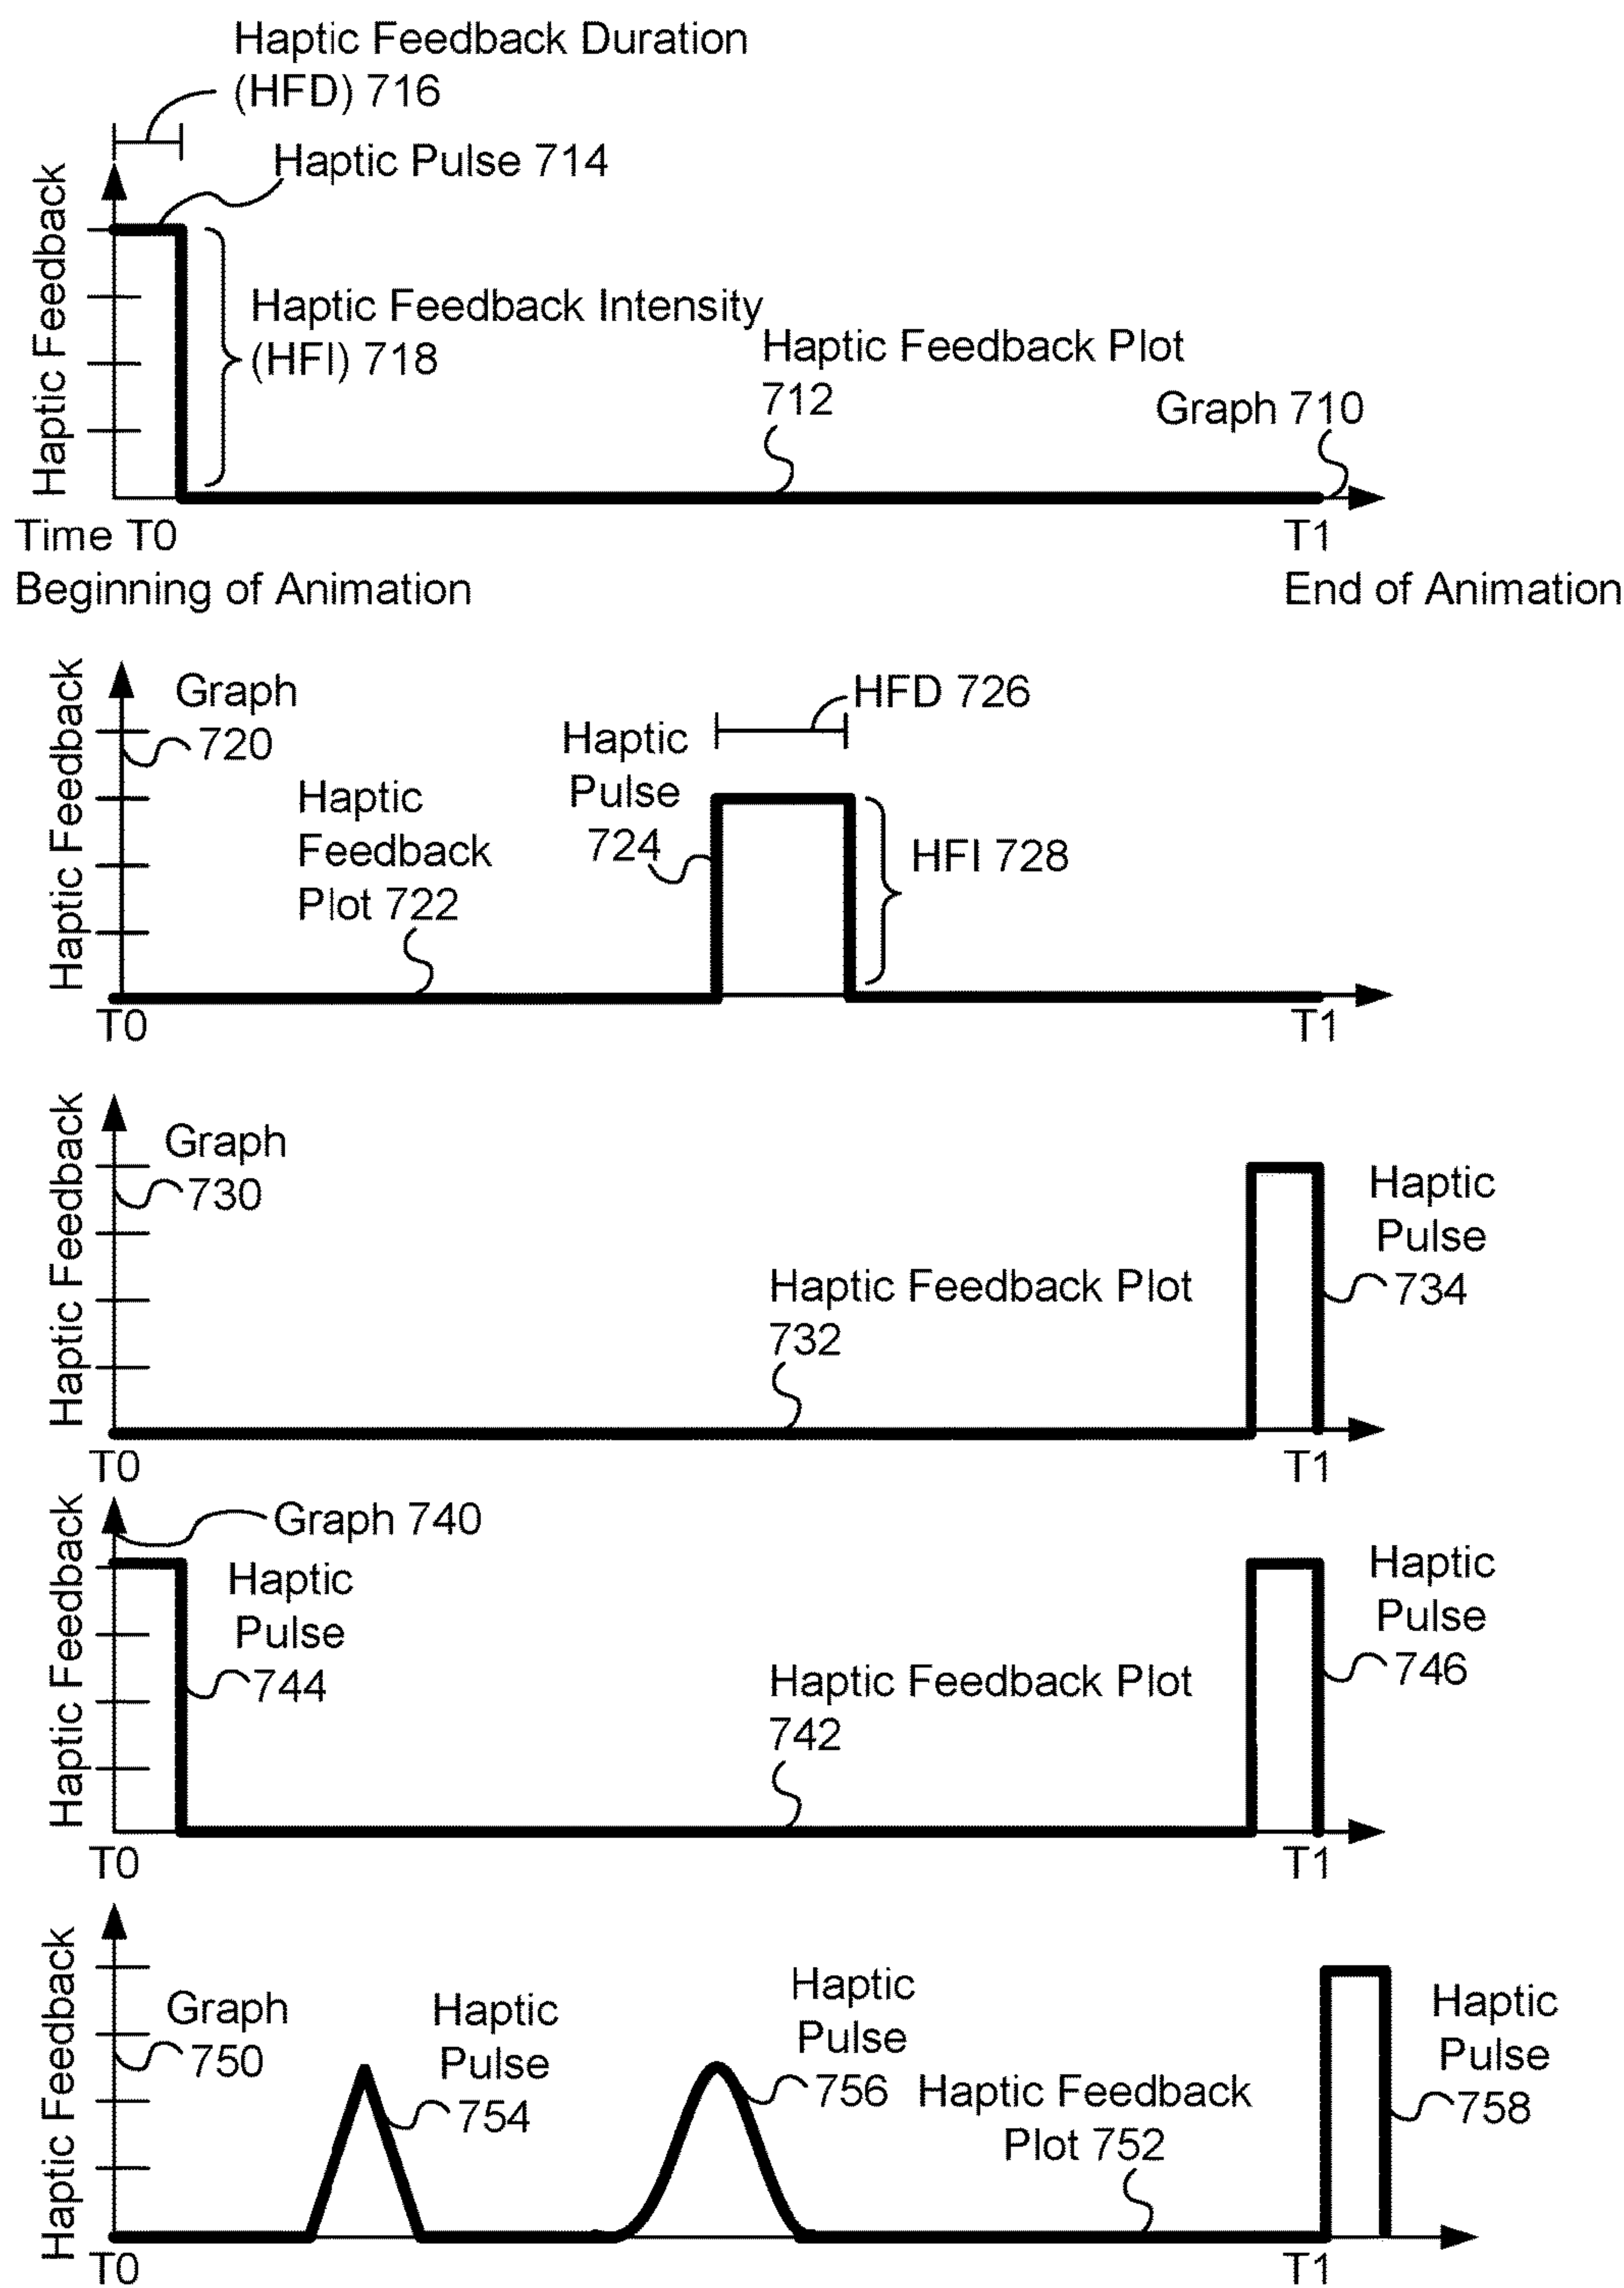 Haptic Feedback Duration
(HFD) 716
Haptic Pulse 714
Haptic Feedback
Haptic Feedback Intensity
(HFI) 718
Haptic Feedback Plot
712
Graph 710
Time T0
T1
Beginning of Animation
End of Animation
Haptic Feedback
Graph
720
HFD 726
Haptic
Pulse
724
Haptic
Feedback
Plot 722
HFI 728
T0
T1
Haptic Feedback
Graph
730
Haptic
Pulse
734
Haptic Feedback Plot
732
T0
T1
Haptic Feedback
Graph 740
Haptic
Pulse
744
Haptic
Pulse
746
Haptic Feedback Plot
742
T0
T1
Haptic Feedback
Graph
750
Haptic
Pulse
754
Haptic
Pulse
756
Haptic Feedback
Plot 752
Haptic
Pulse
758
T0
T1